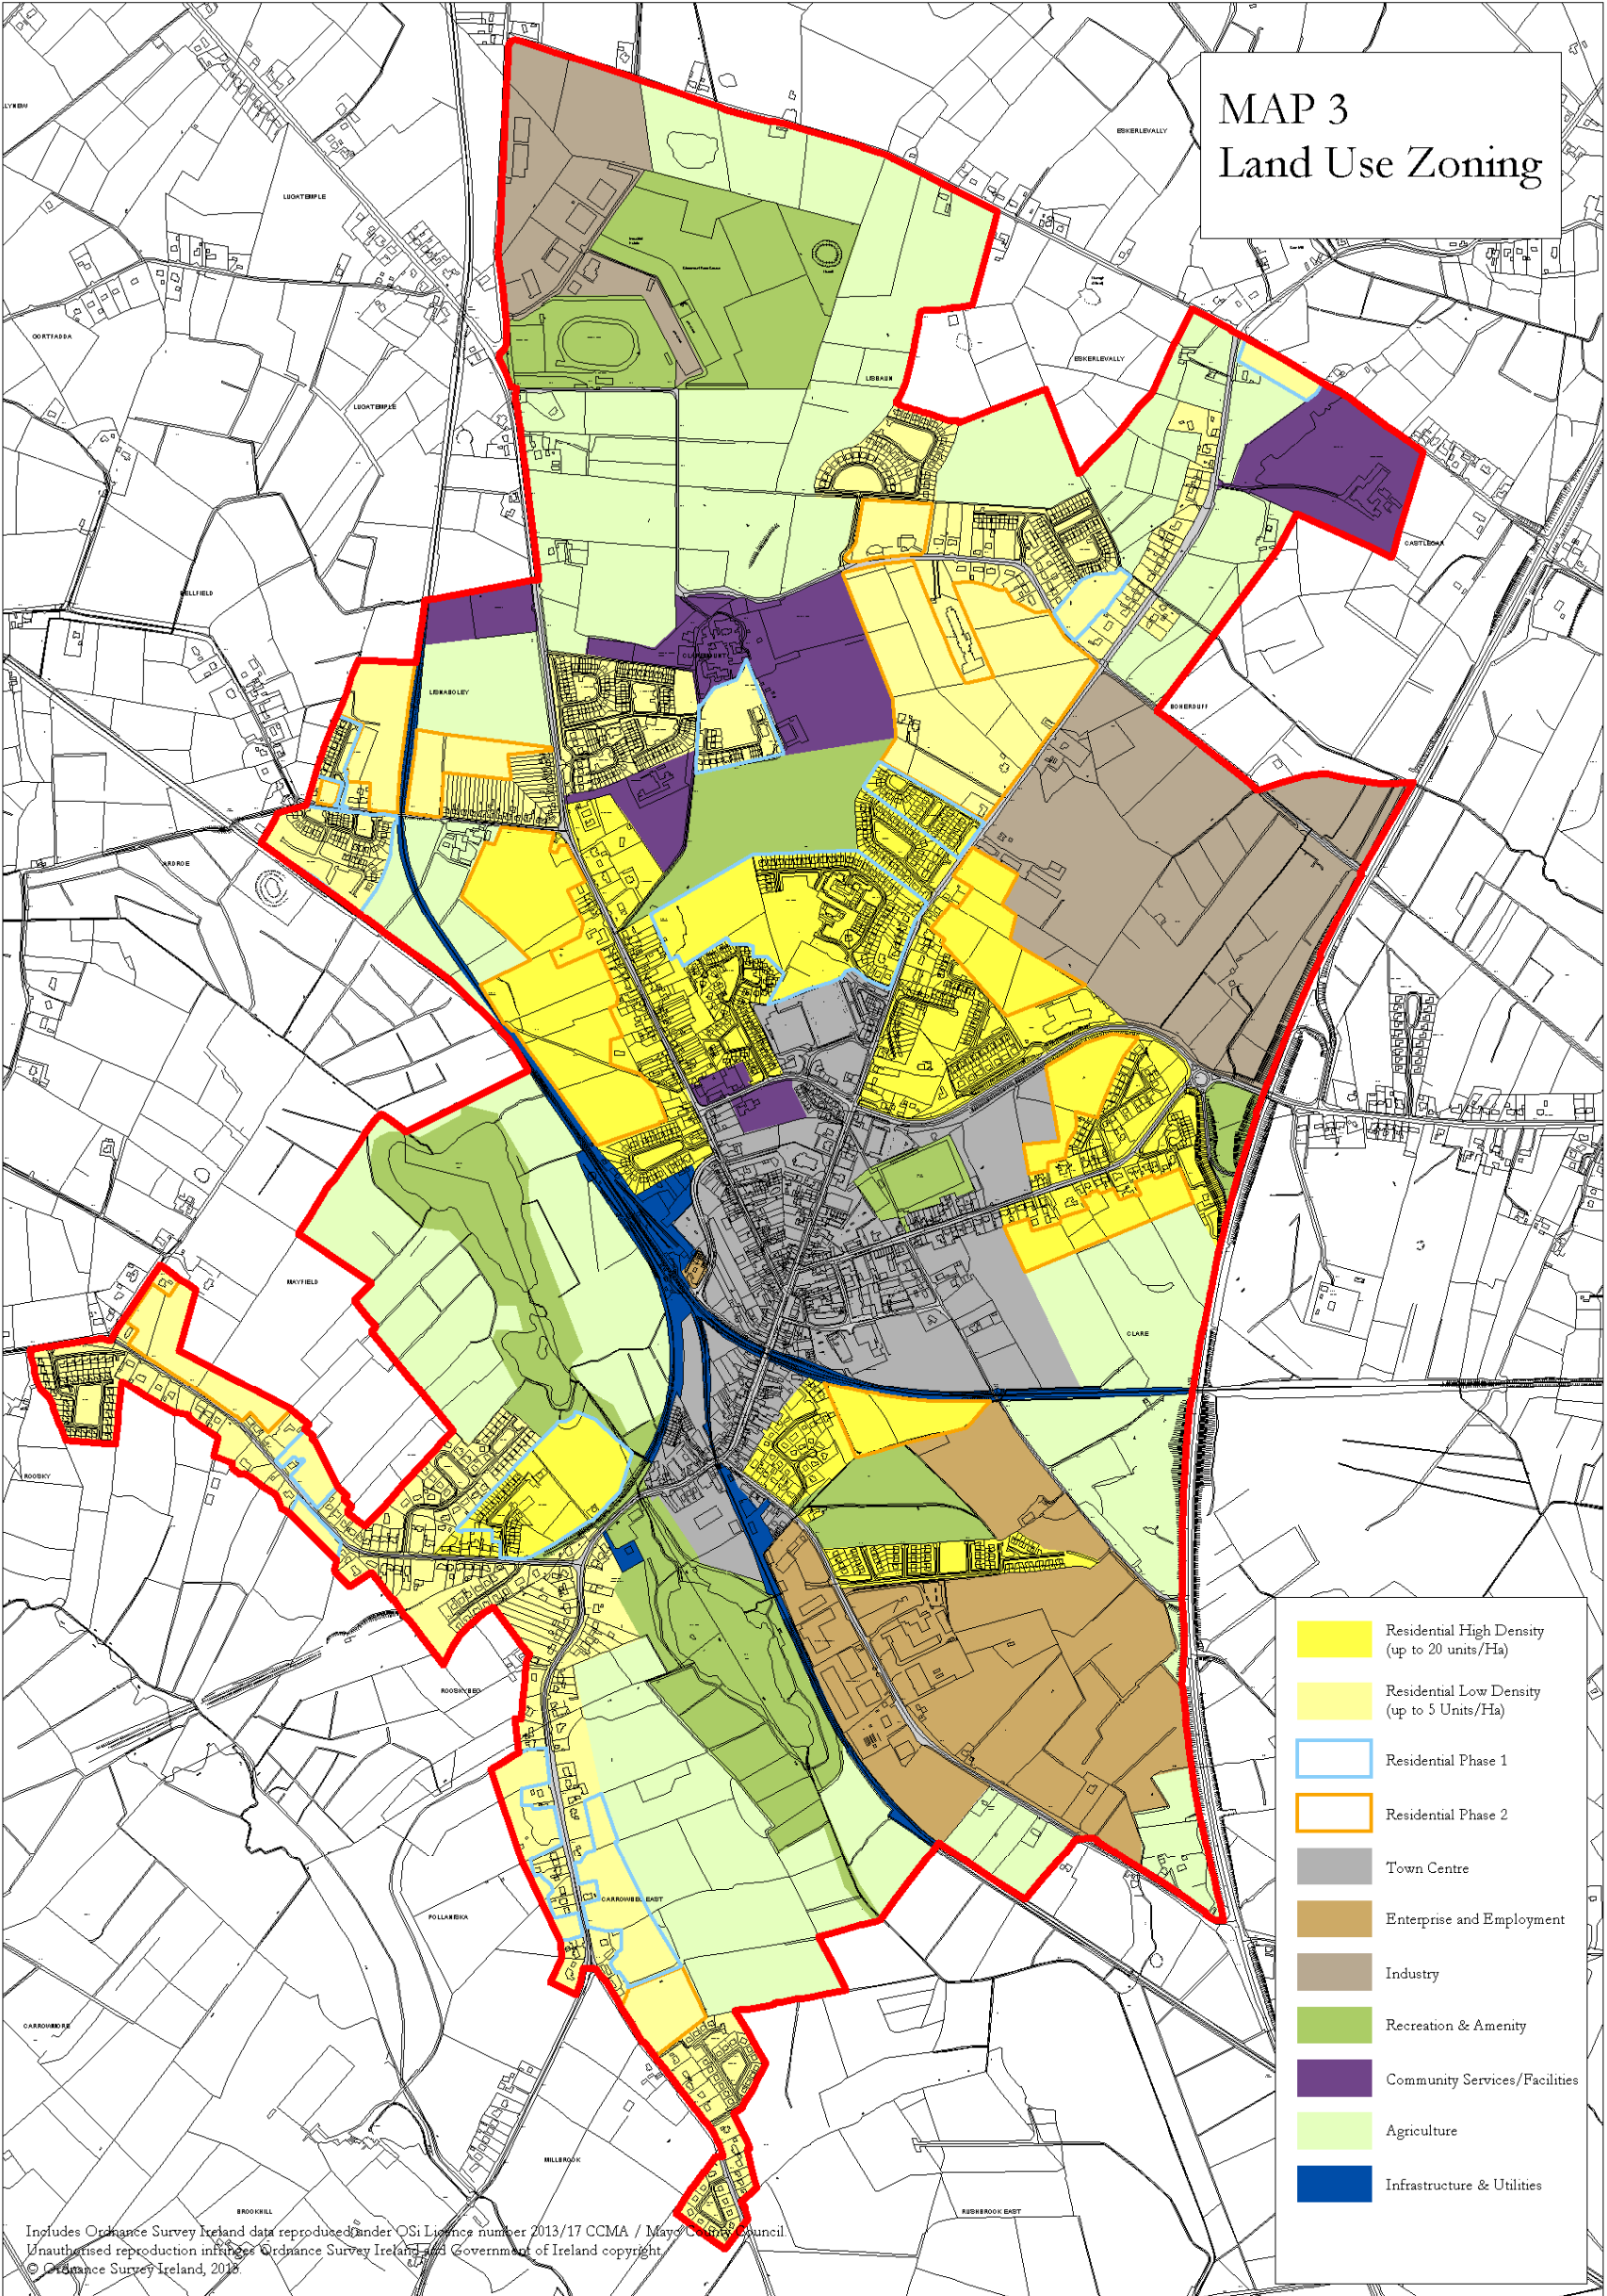 MAP 3
Land Use Zoning
ESKERLEVALLY
LUGATEMPLE
GORTYADDA
ESKERLEVALLY
LISBAUN
LUGATEMPLE
CASTLEGAR
BELLFIELD
CLAREMONT
LISNABOLEY
BOHERDUFF
ARDROE
MAYFIELD
CLARE
ROOSKY
Residential High Density
(up to 20 units/Ha)
Residential Low Density
(up to 5 Units/Ha)
Residential Phase 1
Residential Phase 2
Town Centre
Enterprise and Employment
Industry
Recreation & Amenity
Community Services/Facilities
Agriculture
Infrastructure & Utilities
CARROWBEG EAST
POLLANISKA
CARROWMORE
MILLBROOK
BROOKHILL
RUSHBROOK EAST
Includes Ordnance Survey Ireland data reproduced under OSi Licence number 2013/17 CCMA / Mayo County Council.
Unauthorised reproduction infringes Ordnance Survey Ireland and Government of Ireland copyright.
© Ordnance Survey Ireland, 2013.